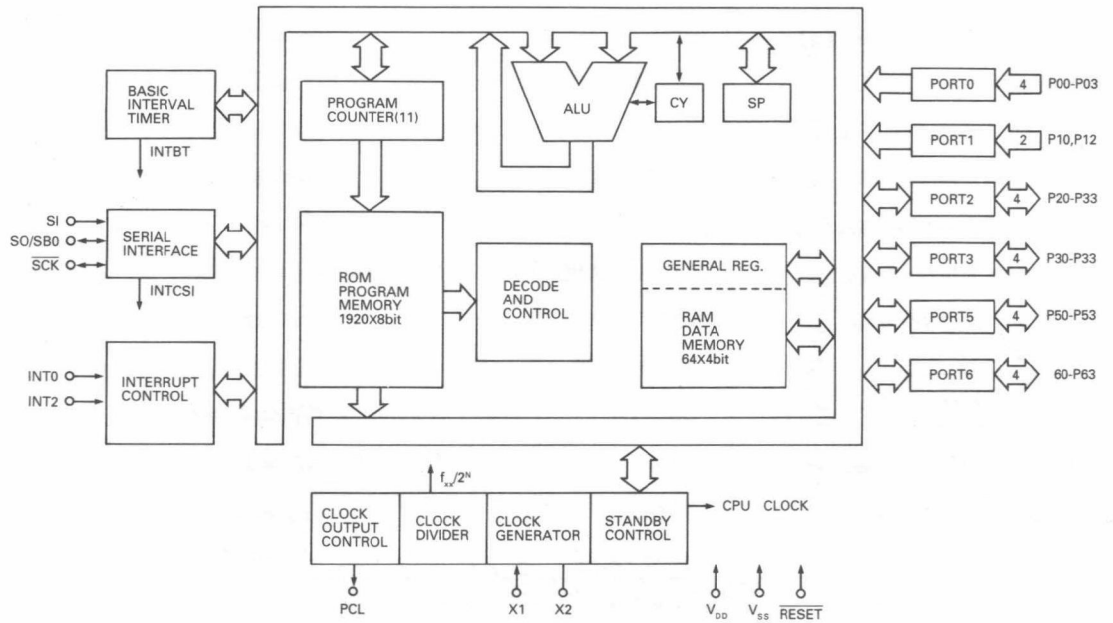 BASIC
INTERVAL
TIMER
INTBT
SI
SO/SB0
SCK
SERIAL
INTERFACE
INTCSI
INT0
INT2
INTERRUPT
CONTROL
PROGRAM
COUNTER(11)
ALU
CY
SP
ROM
PROGRAM
MEMORY
1920X8bit
DECODE
AND
CONTROL
GENERAL REG.
RAM
DATA
MEMORY
64X4bit
PORT0 4 P00-P03
PORT1 2 P10,P12
PORT2 4 P20-P33
PORT3 4 P30-P33
PORT5 4 P50-P53
PORT6 4 60-P63
fxx/2^N
CLOCK
OUTPUT
CONTROL
CLOCK
DIVIDER
CLOCK
GENERATOR
STANDBY
CONTROL
CPU CLOCK
PCL
X1
X2
VDD
VSS
RESET